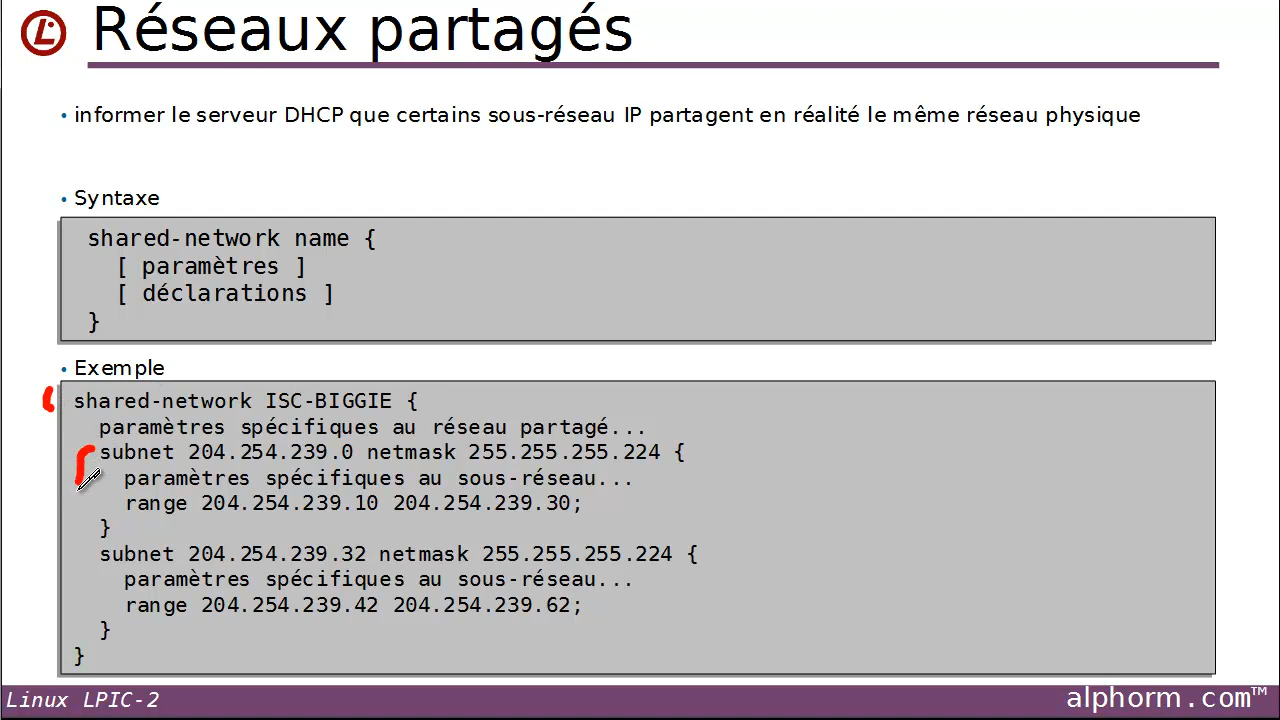 Réseaux partagés
• informer le serveur DHCP que certains sous-réseau IP partagent en réalité le même réseau physique
• Syntaxe
shared-network name {
[ paramètres ]
[ déclarations ]
}
• Exemple
shared-network ISC-BIGGIE {
paramètres spécifiques au réseau partagé...
subnet 204.254.239.0 netmask 255.255.255.224 {
paramètres spécifiques au sous-réseau...
range 204.254.239.10 204.254.239.30;
}
subnet 204.254.239.32 netmask 255.255.255.224 {
paramètres spécifiques au sous-réseau...
range 204.254.239.42 204.254.239.62;
}
}
Linux LPIC-2
alphorm.com™